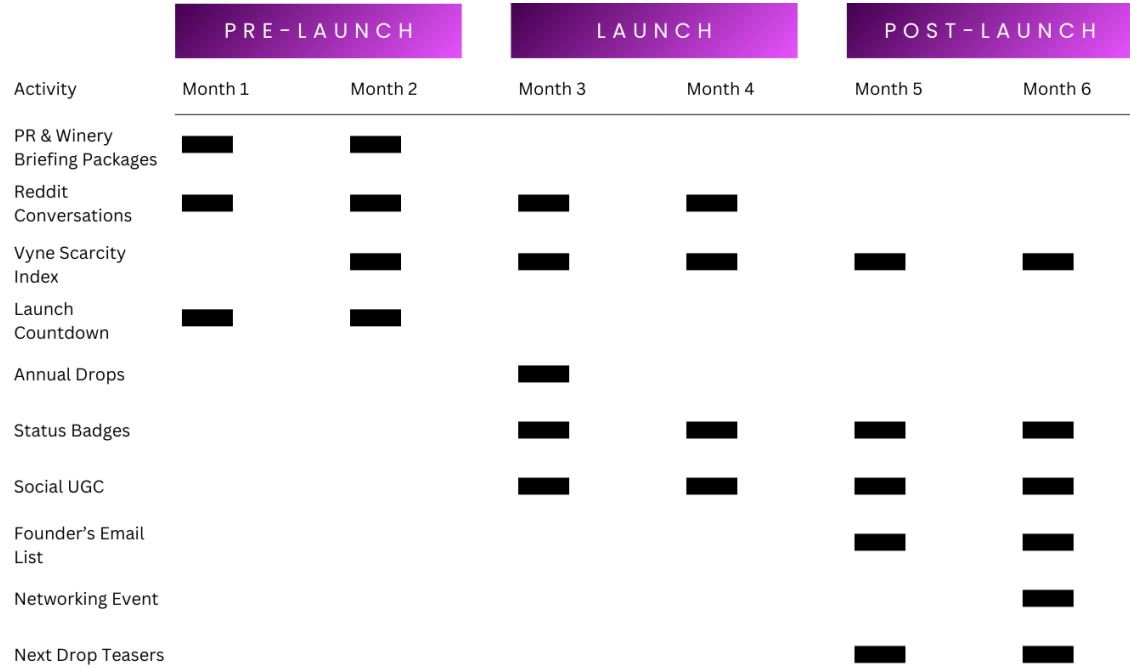 PRE-LAUNCH
LAUNCH
POST-LAUNCH
Activity
Month 1
Month 2
Month 3
Month 4
Month 5
Month 6
PR & Winery
Briefing Packages
Reddit
Conversations
Vyne Scarcity
Index
Launch
Countdown
Annual Drops
Status Badges
Social UGC
Founder’s Email
List
Networking Event
Next Drop Teasers